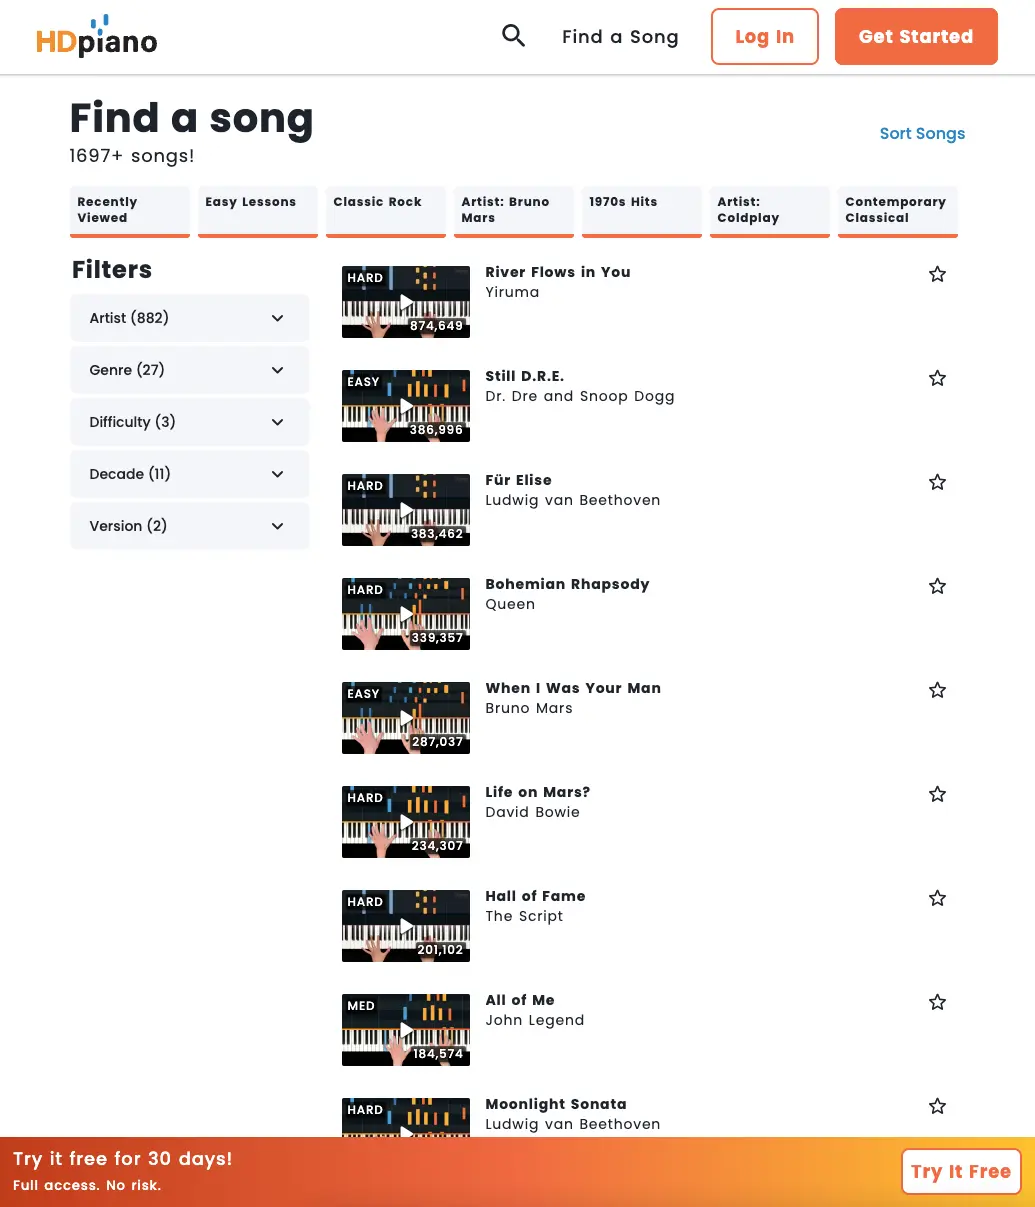 HDpiano
Find a Song
Log In
Get Started
Find a song
1697+ songs!
Sort Songs
Recently
Viewed
Easy Lessons
Classic Rock
Artist: Bruno
Mars
1970s Hits
Artist:
Coldplay
Contemporary
Classical
Filters
Artist (882)
Genre (27)
Difficulty (3)
Decade (11)
Version (2)
HARD
874,649
River Flows in You
Yiruma
EASY
386,996
Still D.R.E.
Dr. Dre and Snoop Dogg
HARD
383,462
Für Elise
Ludwig van Beethoven
HARD
339,357
Bohemian Rhapsody
Queen
EASY
287,037
When I Was Your Man
Bruno Mars
HARD
234,307
Life on Mars?
David Bowie
HARD
201,102
Hall of Fame
The Script
MED
184,574
All of Me
John Legend
HARD
Moonlight Sonata
Ludwig van Beethoven
Try it free for 30 days!
Full access. No risk.
Try It Free